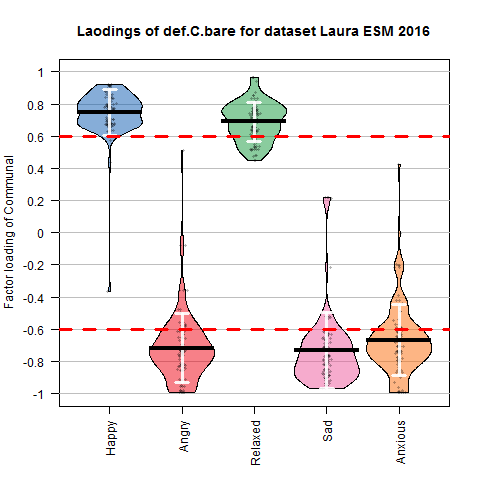 Laodings of def.C.bare for dataset Laura ESM 2016
Factor loading of Communal
1
0.8
0.6
0.4
0.2
0
-0.2
-0.4
-0.6
-0.8
-1
Happy
Angry
Relaxed
Sad
Anxious